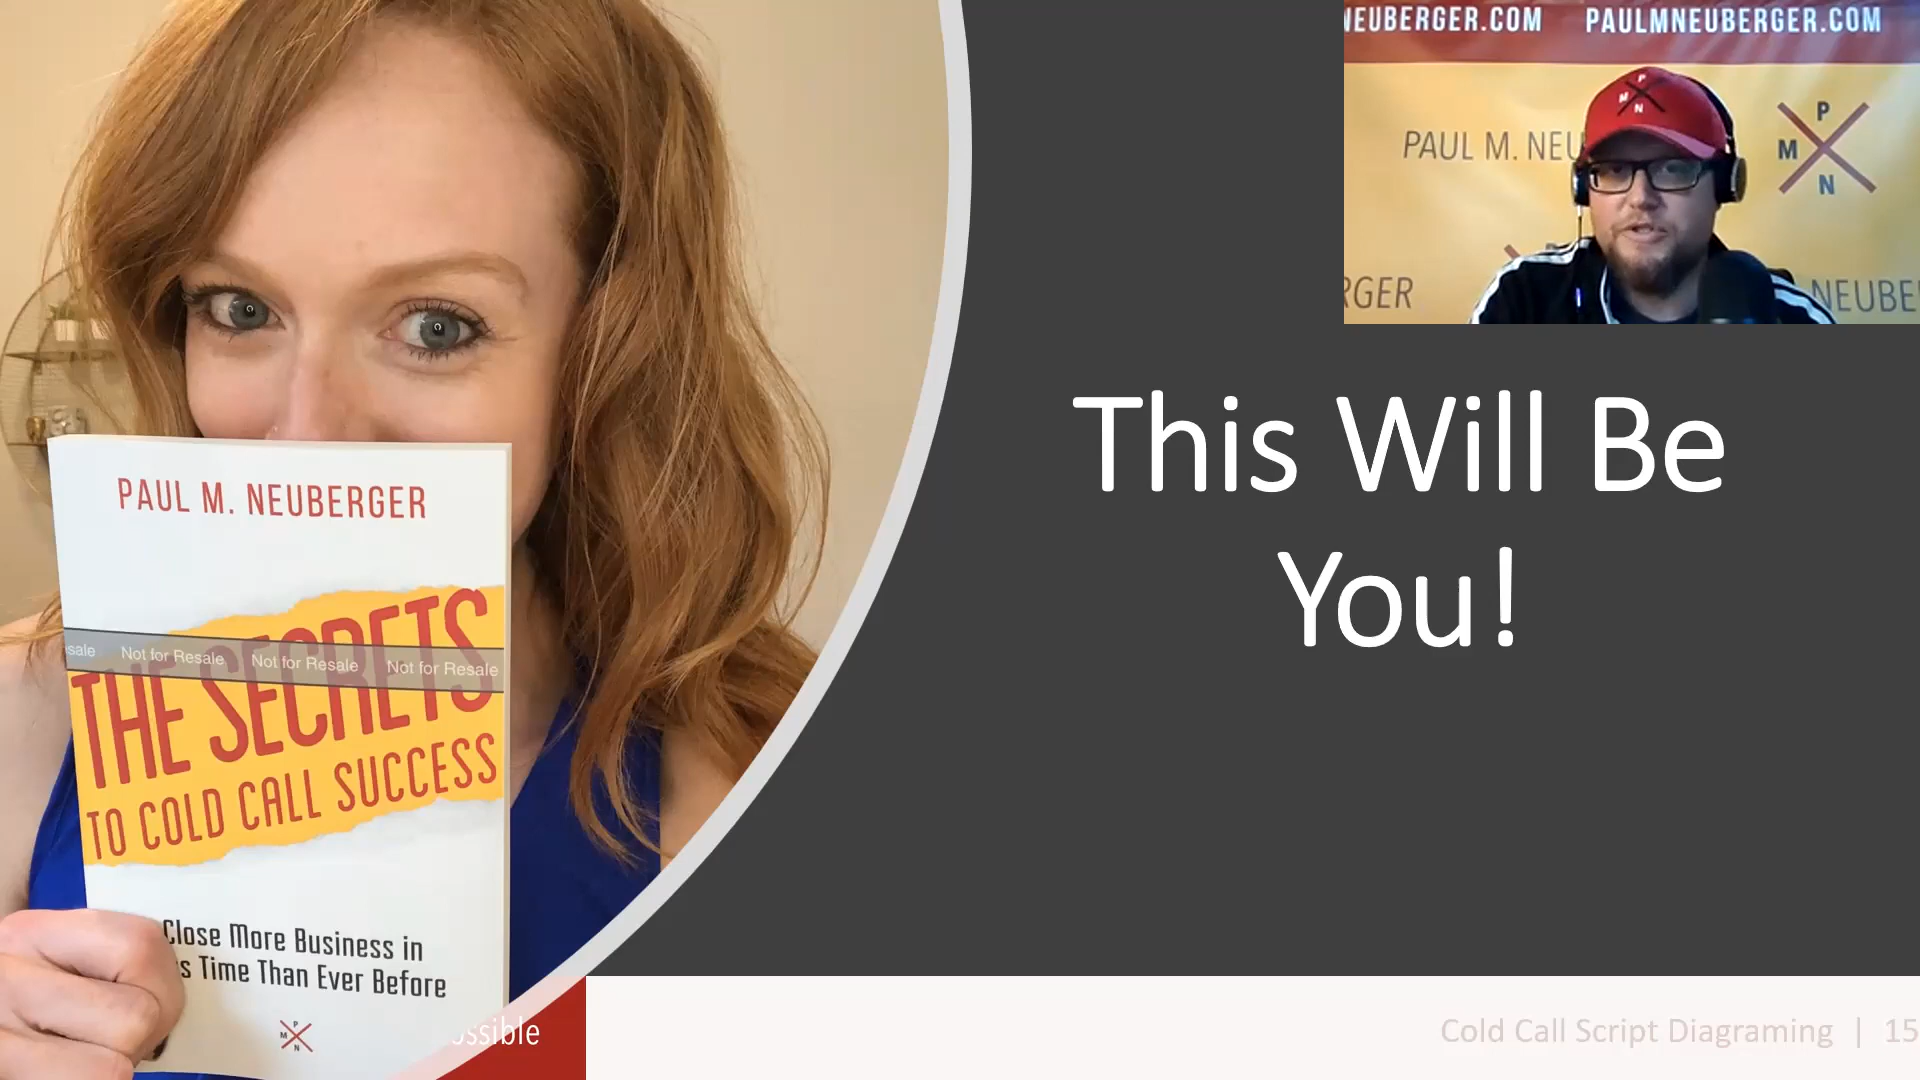 NEUBERGER.COM PAULMNEUBERGER.COM
P
M N
PAUL M. NEU
P
M
N
RGER
NEUBE
This Will Be
You!
PAUL M. NEUBERGER
sale Not for Resale Not for Resale Not for Resale
THE SECRETS
TO COLD CALL SUCCESS
Close More Business in
s Time Than Ever Before
P
M
N
ossible
Cold Call Script Diagraming | 15